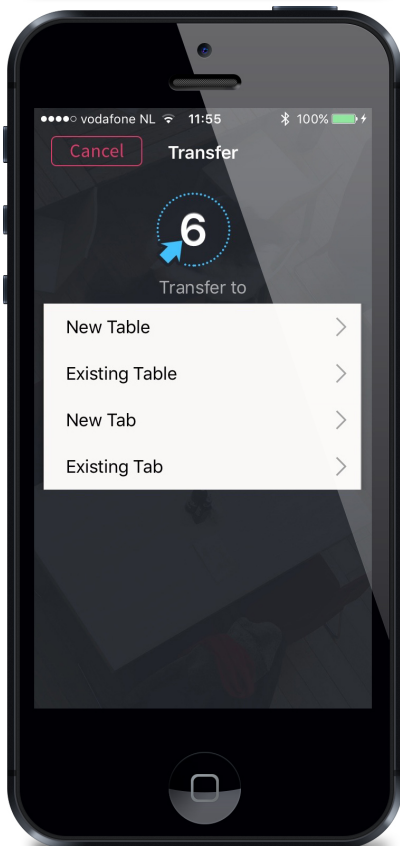 vodafone NL 11:55 100%
Cancel Transfer
6
Transfer to
New Table
Existing Table
New Tab
Existing Tab